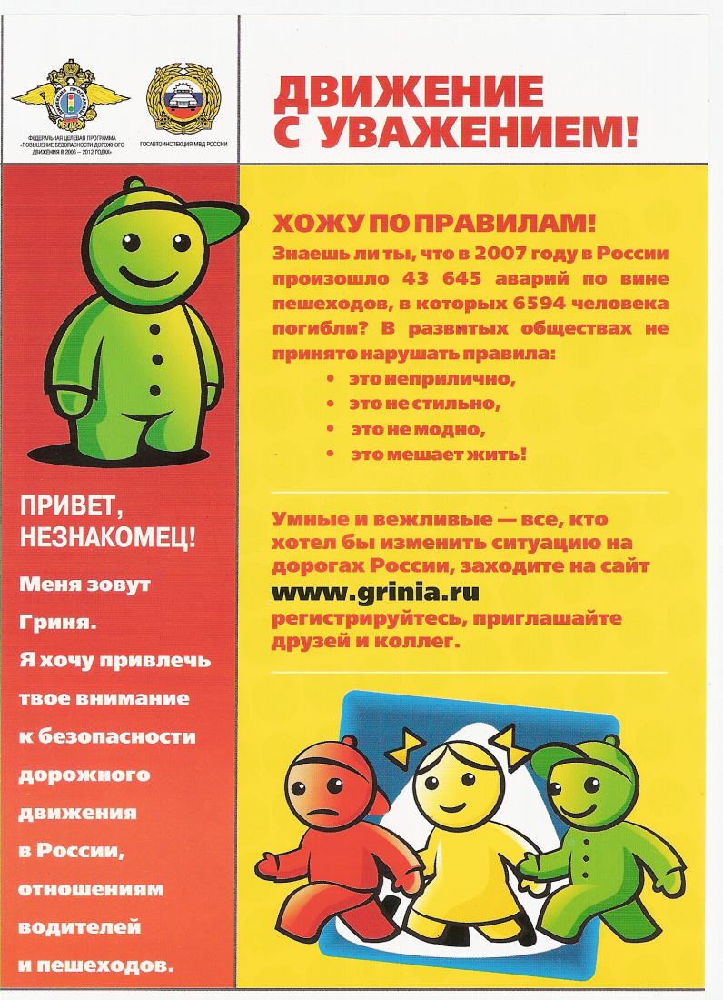 ФЕДЕРАЛЬНАЯ ЦЕЛЕВАЯ ПРОГРАММА
«ПОВЫШЕНИЕ БЕЗОПАСНОСТИ ДОРОЖНОГО
ДВИЖЕНИЯ В 2006 – 2012 ГОДАХ»
ГОСАВТОИНСПЕКЦИЯ МВД РОССИИ
ДВИЖЕНИЕ
С УВАЖЕНИЕМ!
ПРИВЕТ,
НЕЗНАКОМЕЦ!
Меня зовут
Гриня.
Я хочу привлечь
твое внимание
к безопасности
дорожного
движения
в России,
отношениям
водителей
и пешеходов.
ХОЖУ ПО ПРАВИЛАМ!
Знаешь ли ты, что в 2007 году в России
произошло 43 645 аварий по вине
пешеходов, в которых 6594 человека
погибли? В развитых обществах не
принято нарушать правила:
• это неприлично,
• это не стильно,
• это не модно,
• это мешает жить!
Умные и вежливые — все, кто
хотел бы изменить ситуацию на
дорогах России, заходите на сайт
www.grinia.ru
регистрируйтесь, приглашайте
друзей и коллег.